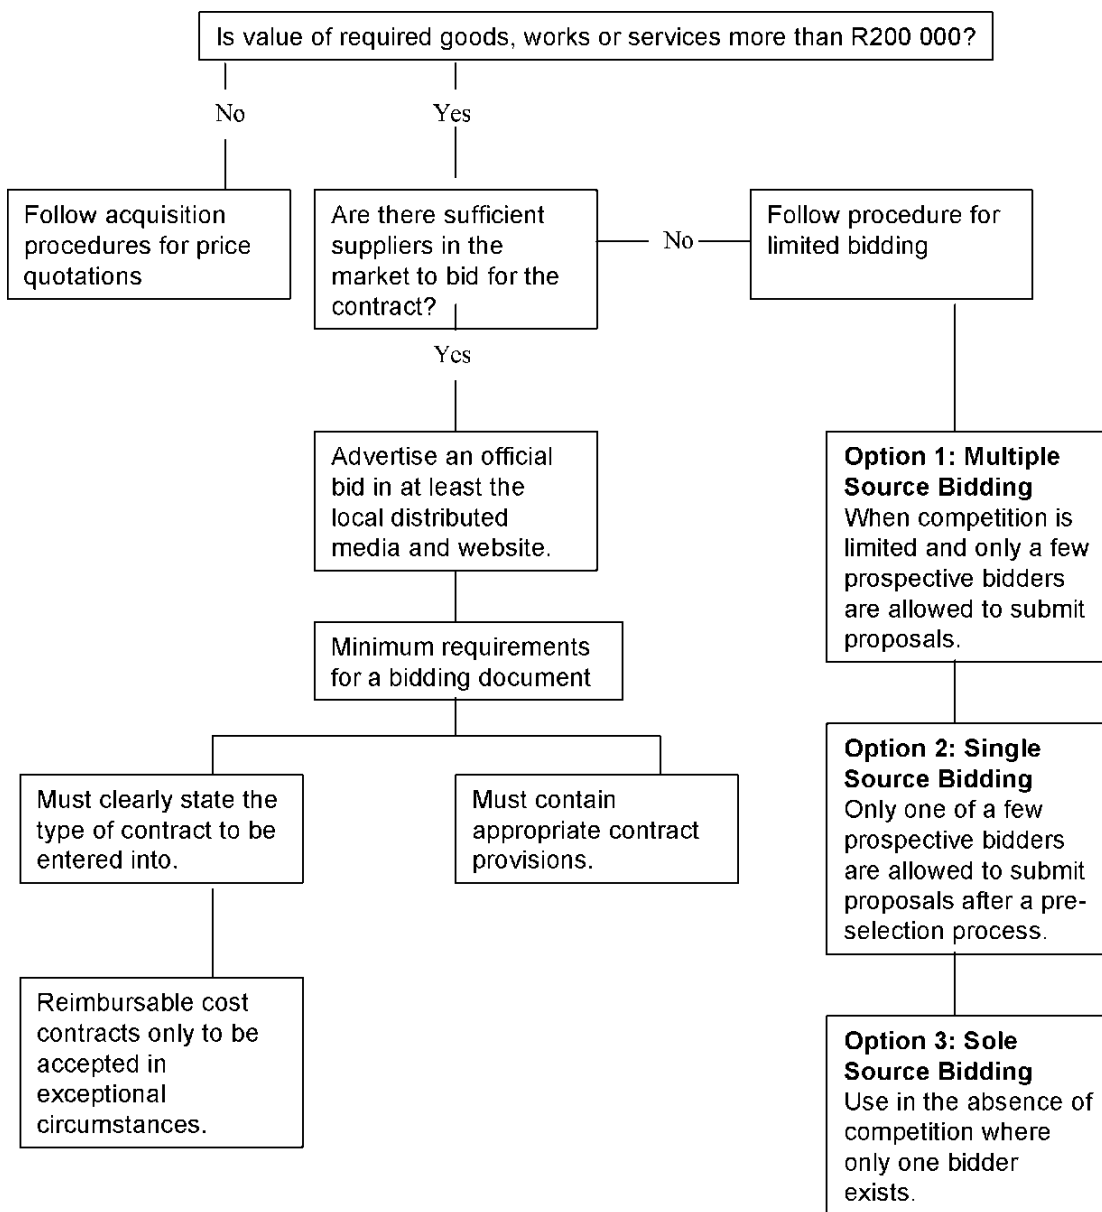 Is value of required goods, works or services more than R200 000?
No
Yes
Follow acquisition
procedures for price
quotations
Are there sufficient
suppliers in the
market to bid for the
contract?
No
Follow procedure for
limited bidding
Yes
Advertise an official
bid in at least the
local distributed
media and website.
Minimum requirements
for a bidding document
Must clearly state the
type of contract to be
entered into.
Must contain
appropriate contract
provisions.
Reimbursable cost
contracts only to be
accepted in
exceptional
circumstances.
Option 1: Multiple
Source Bidding
When competition is
limited and only a few
prospective bidders
are allowed to submit
proposals.
Option 2: Single
Source Bidding
Only one of a few
prospective bidders
are allowed to submit
proposals after a pre-
selection process.
Option 3: Sole
Source Bidding
Use in the absence of
competition where
only one bidder
exists.